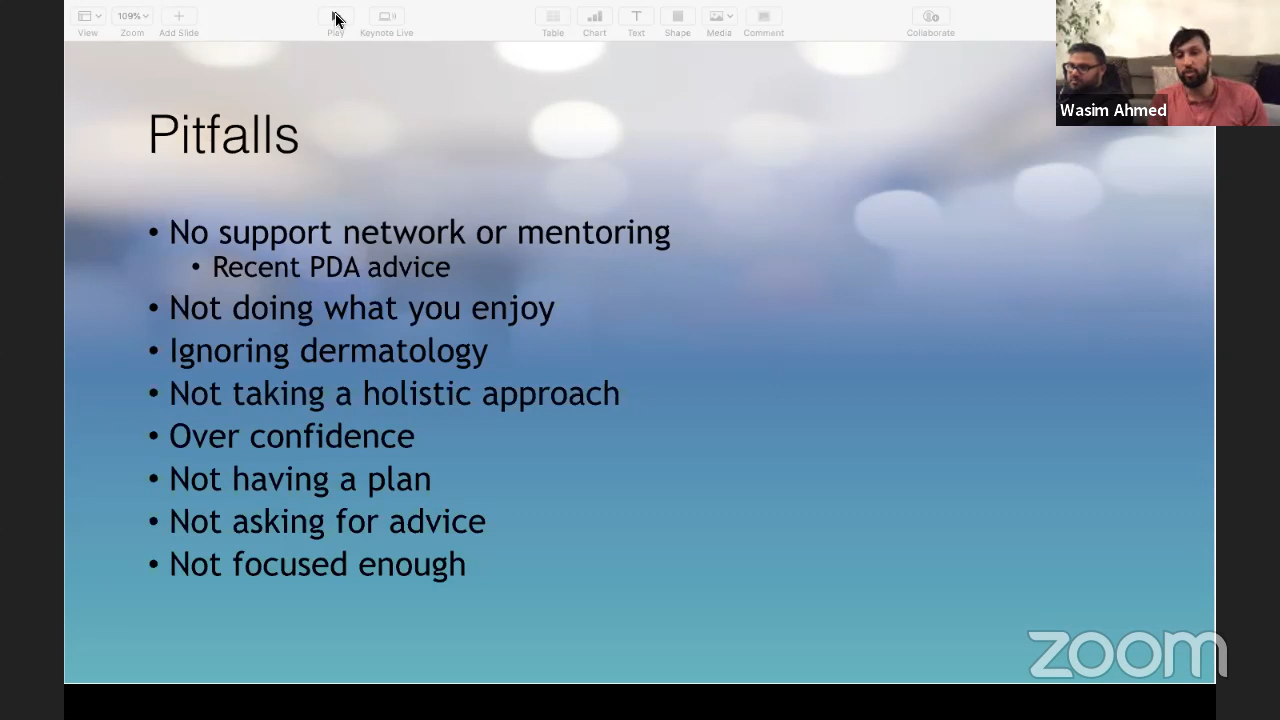 109%
View
Zoom
Add Slide
Play
Keynote Live
Table
Chart
Text
Shape
Media
Comment
Collaborate
Wasim Ahmed
Pitfalls
• No support network or mentoring
• Recent PDA advice
• Not doing what you enjoy
• Ignoring dermatology
• Not taking a holistic approach
• Over confidence
• Not having a plan
• Not asking for advice
• Not focused enough
zoom